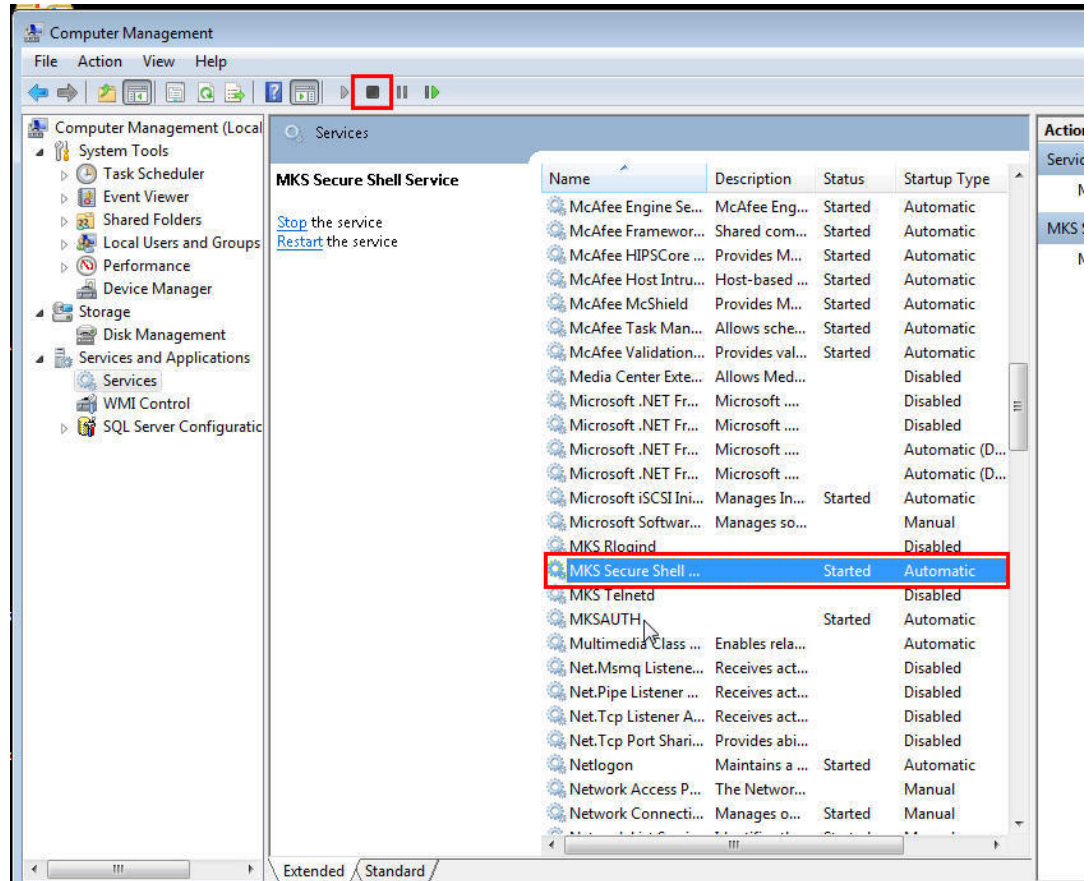 Computer Management
File Action View Help
Computer Management (Local
System Tools
Task Scheduler
Event Viewer
Shared Folders
Local Users and Groups
Performance
Device Manager
Storage
Disk Management
Services and Applications
Services
WMI Control
SQL Server Configuratic
Services
MKS Secure Shell Service
Stop the service
Restart the service
Name Description Status Startup Type
McAfee Engine Se... McAfee Eng... Started Automatic
McAfee Framewor... Shared com... Started Automatic
McAfee HIPSCore ... Provides M... Started Automatic
McAfee Host Intru... Host-based ... Started Automatic
McAfee McShield Provides M... Started Automatic
McAfee Task Man... Allows sche... Started Automatic
McAfee Validation... Provides val... Started Automatic
Media Center Exte... Allows Med... Disabled
Microsoft .NET Fr... Microsoft .... Disabled
Microsoft .NET Fr... Microsoft .... Disabled
Microsoft .NET Fr... Microsoft .... Automatic (D...
Microsoft .NET Fr... Microsoft .... Automatic (D...
Microsoft iSCSI Ini... Manages In... Started Automatic
Microsoft Softwar... Manages so... Manual
MKS Rlogind Disabled
MKS Secure Shell ... Started Automatic
MKS Telnetd Disabled
MKSAUTH Started Automatic
Multimedia Class ... Enables rela... Automatic
Net.Msmq Listene... Receives act... Disabled
Net.Pipe Listener ... Receives act... Disabled
Net.Tcp Listener A... Receives act... Disabled
Net.Tcp Port Shari... Provides abi... Disabled
Netlogon Maintains a ... Started Automatic
Network Access P... The Networ... Manual
Network Connecti... Manages o... Started Manual
Extended Standard
Action
Servic
M
MKS S
M